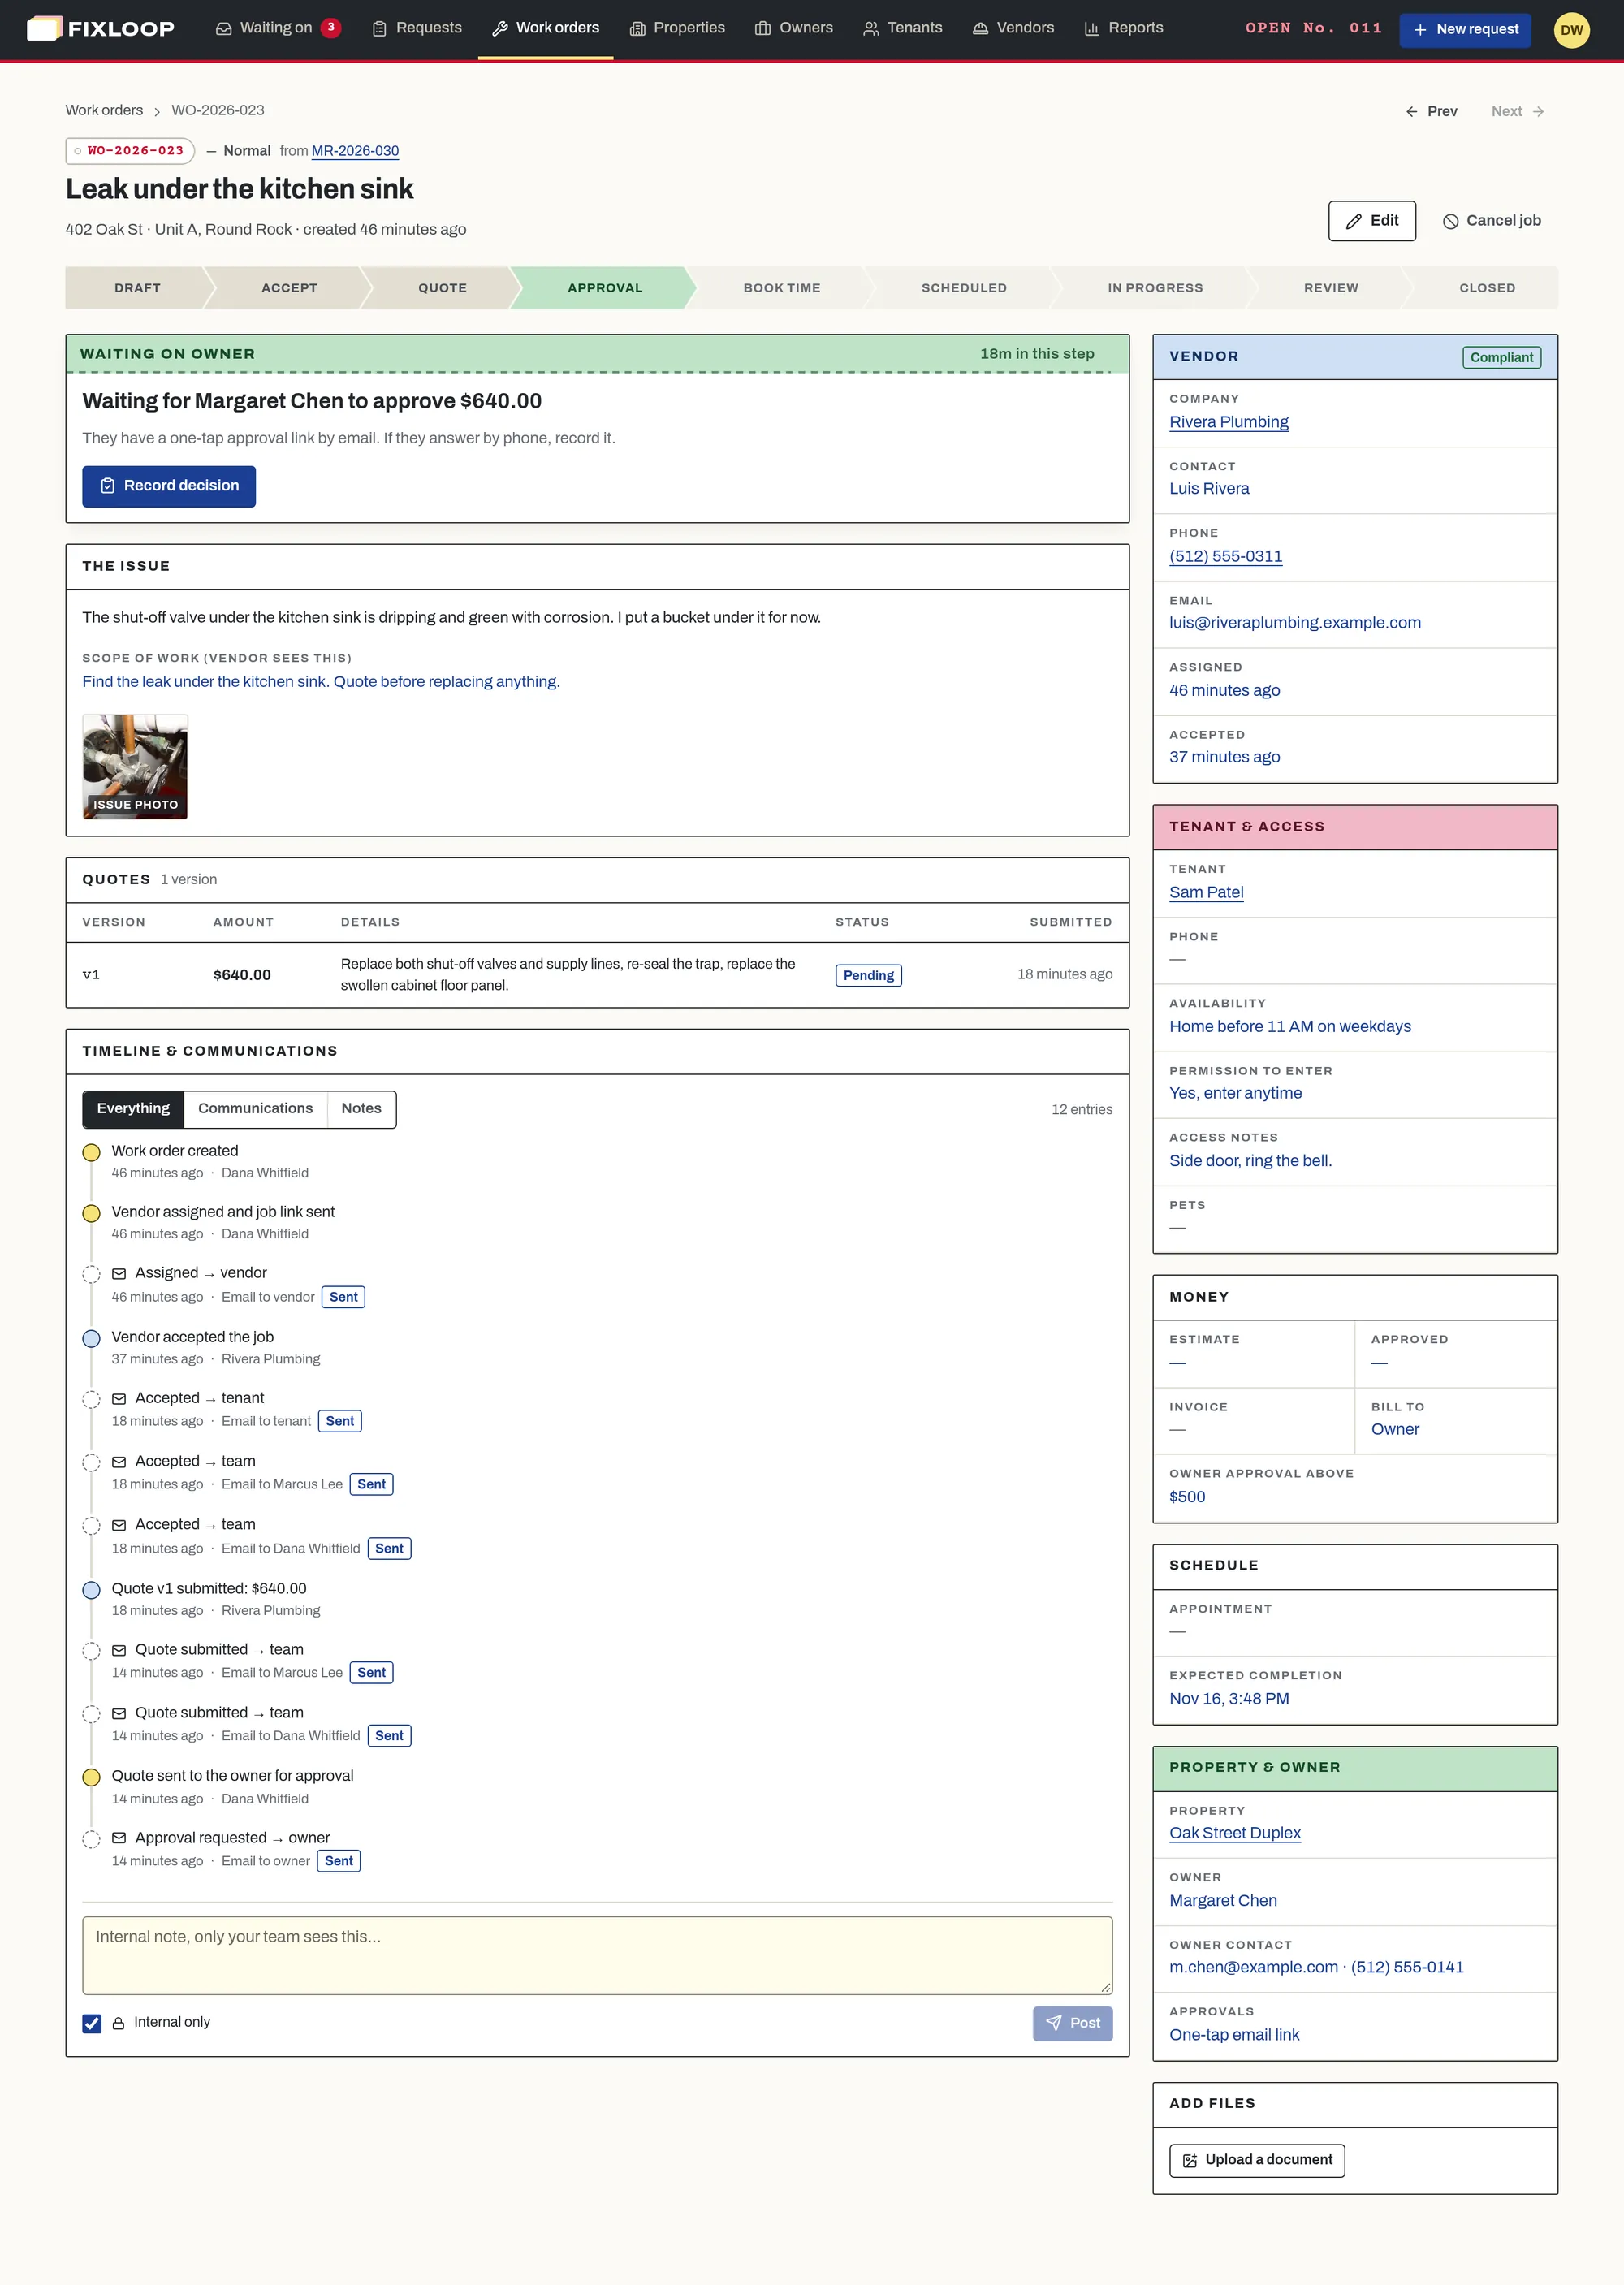 FIXLOOP
Waiting on 3
Requests
Work orders
Properties
Owners
Tenants
Vendors
Reports
OPEN No. 011
New request
DW
Work orders › WO-2026-023
Prev
Next
WO-2026-023 — Normal from MR-2026-030
Leak under the kitchen sink
402 Oak St · Unit A, Round Rock · created 46 minutes ago
Edit
Cancel job
DRAFT
ACCEPT
QUOTE
APPROVAL
BOOK TIME
SCHEDULED
IN PROGRESS
REVIEW
CLOSED
WAITING ON OWNER
18m in this step
Waiting for Margaret Chen to approve $640.00
They have a one-tap approval link by email. If they answer by phone, record it.
Record decision
THE ISSUE
The shut-off valve under the kitchen sink is dripping and green with corrosion. I put a bucket under it for now.
SCOPE OF WORK (VENDOR SEES THIS)
Find the leak under the kitchen sink. Quote before replacing anything.
ISSUE PHOTO
QUOTES 1 version
VERSION AMOUNT DETAILS STATUS SUBMITTED
v1 $640.00 Replace both shut-off valves and supply lines, re-seal the trap, replace the
swollen cabinet floor panel.
Pending
18 minutes ago
TIMELINE & COMMUNICATIONS
Everything
Communications
Notes
12 entries
Work order created
46 minutes ago · Dana Whitfield
Vendor assigned and job link sent
46 minutes ago · Dana Whitfield
Assigned → vendor
46 minutes ago · Email to vendor Sent
Vendor accepted the job
37 minutes ago · Rivera Plumbing
Accepted → tenant
18 minutes ago · Email to tenant Sent
Accepted → team
18 minutes ago · Email to Marcus Lee Sent
Accepted → team
18 minutes ago · Email to Dana Whitfield Sent
Quote v1 submitted: $640.00
18 minutes ago · Rivera Plumbing
Quote submitted → team
14 minutes ago · Email to Marcus Lee Sent
Quote submitted → team
14 minutes ago · Email to Dana Whitfield Sent
Quote sent to the owner for approval
14 minutes ago · Dana Whitfield
Approval requested → owner
14 minutes ago · Email to owner Sent
Internal note, only your team sees this...
Internal only
Post
VENDOR
Compliant
COMPANY
Rivera Plumbing
CONTACT
Luis Rivera
PHONE
(512) 555-0311
EMAIL
luis@riveraplumbing.example.com
ASSIGNED
46 minutes ago
ACCEPTED
37 minutes ago
TENANT & ACCESS
TENANT
Sam Patel
PHONE
—
AVAILABILITY
Home before 11 AM on weekdays
PERMISSION TO ENTER
Yes, enter anytime
ACCESS NOTES
Side door, ring the bell.
PETS
—
MONEY
ESTIMATE
—
APPROVED
—
INVOICE
—
BILL TO
Owner
OWNER APPROVAL ABOVE
$500
SCHEDULE
APPOINTMENT
—
EXPECTED COMPLETION
Nov 16, 3:48 PM
PROPERTY & OWNER
PROPERTY
Oak Street Duplex
OWNER
Margaret Chen
OWNER CONTACT
m.chen@example.com · (512) 555-0141
APPROVALS
One-tap email link
ADD FILES
Upload a document